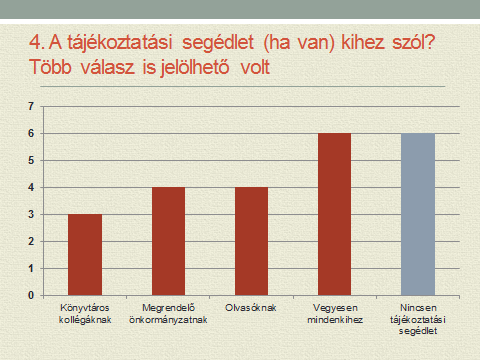 4. A tájékoztatási segédlet (ha van) kihez szól?
Több válasz is jelölhető volt
7
6
5
4
3
2
1
0
Könyvtáros
kollégáknak
Megrendelő
önkormányzatnak
Olvasóknak
Vegyesen
mindenkihez
Nincsen
tájékoztatási
segédlet